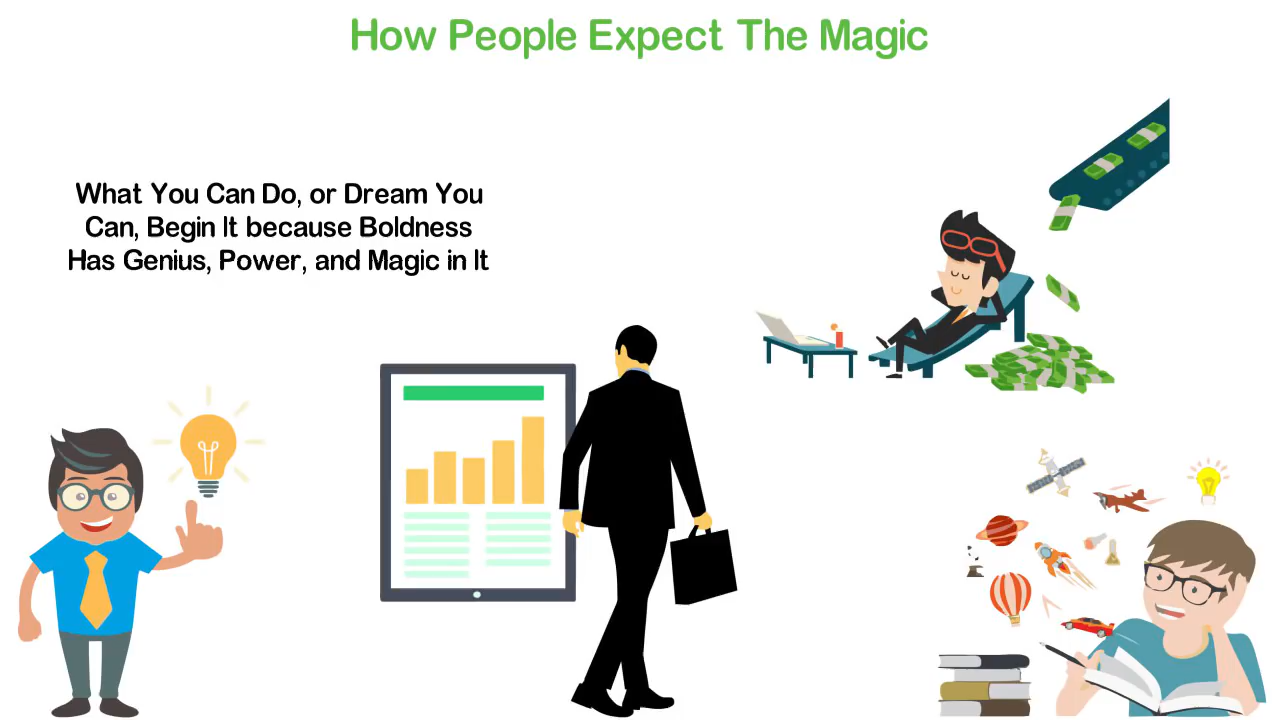 How People Expect The Magic
What You Can Do, or Dream You
Can, Begin It because Boldness
Has Genius, Power, and Magic in It